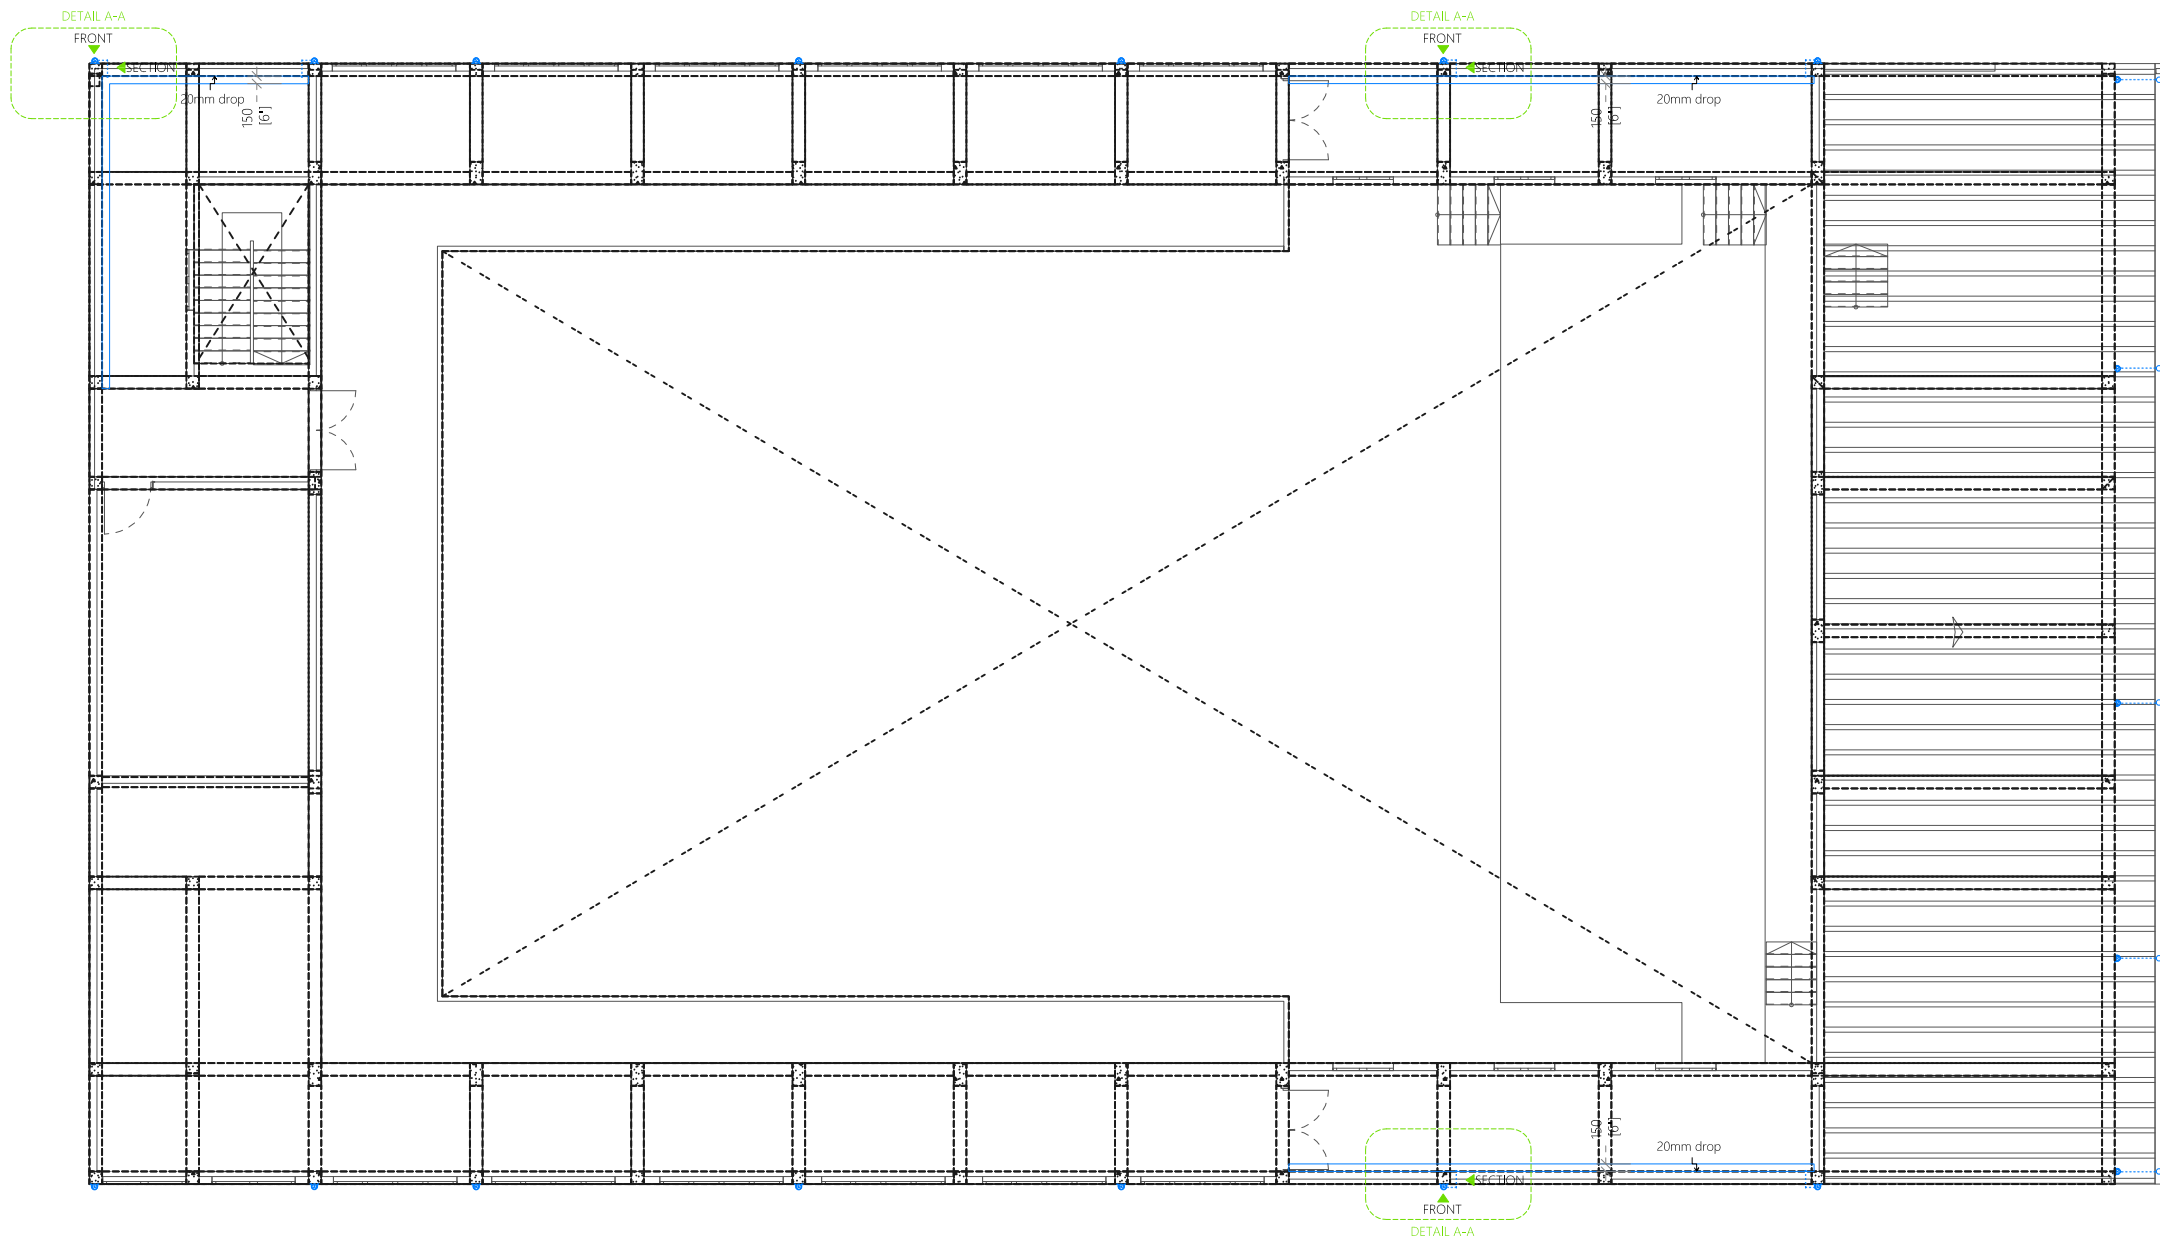 DETAIL A-A
FRONT
SECTION
20mm drop
150
[6"]
DETAIL A-A
FRONT
SECTION
150
[6"]
20mm drop
150
[6"]
20mm drop
SECTION
FRONT
DETAIL A-A